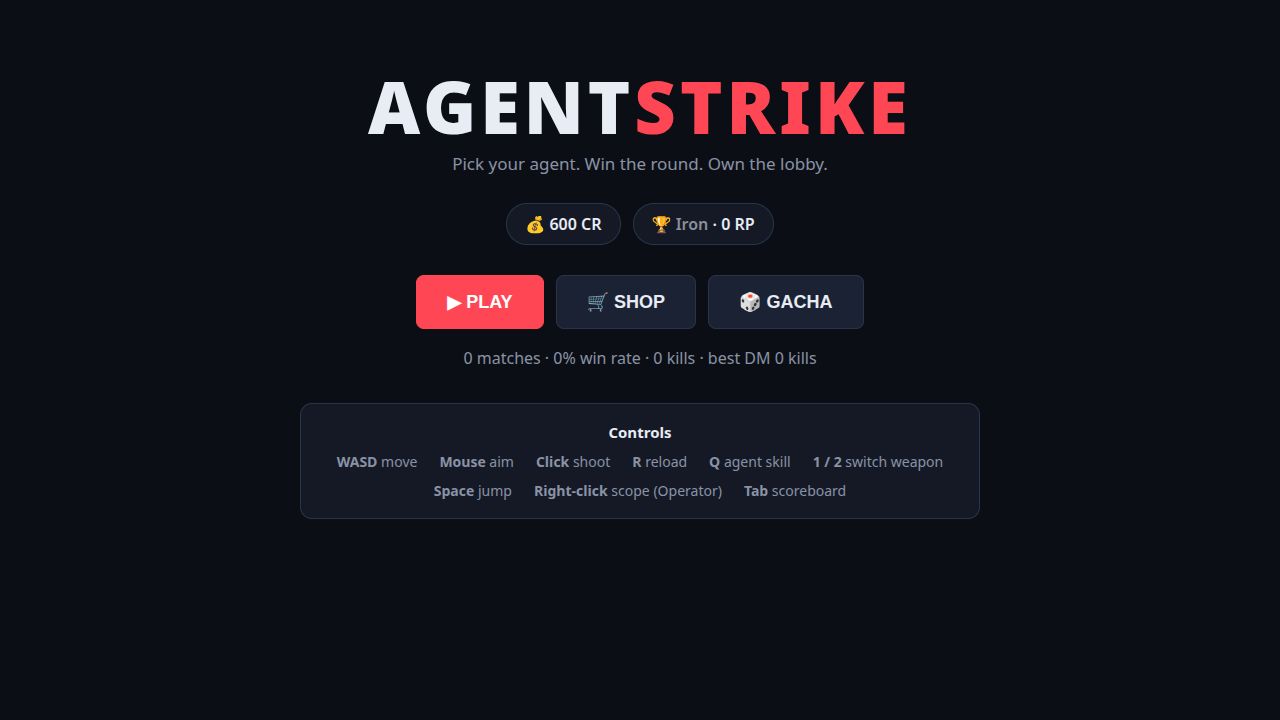 AGENTSTRIKE
Pick your agent. Win the round. Own the lobby.
💰 600 CR 🏆 Iron · 0 RP
▶ PLAY 🛒 SHOP 🎲 GACHA
0 matches · 0% win rate · 0 kills · best DM 0 kills
Controls
WASD move Mouse aim Click shoot R reload Q agent skill 1 / 2 switch weapon
Space jump Right-click scope (Operator) Tab scoreboard